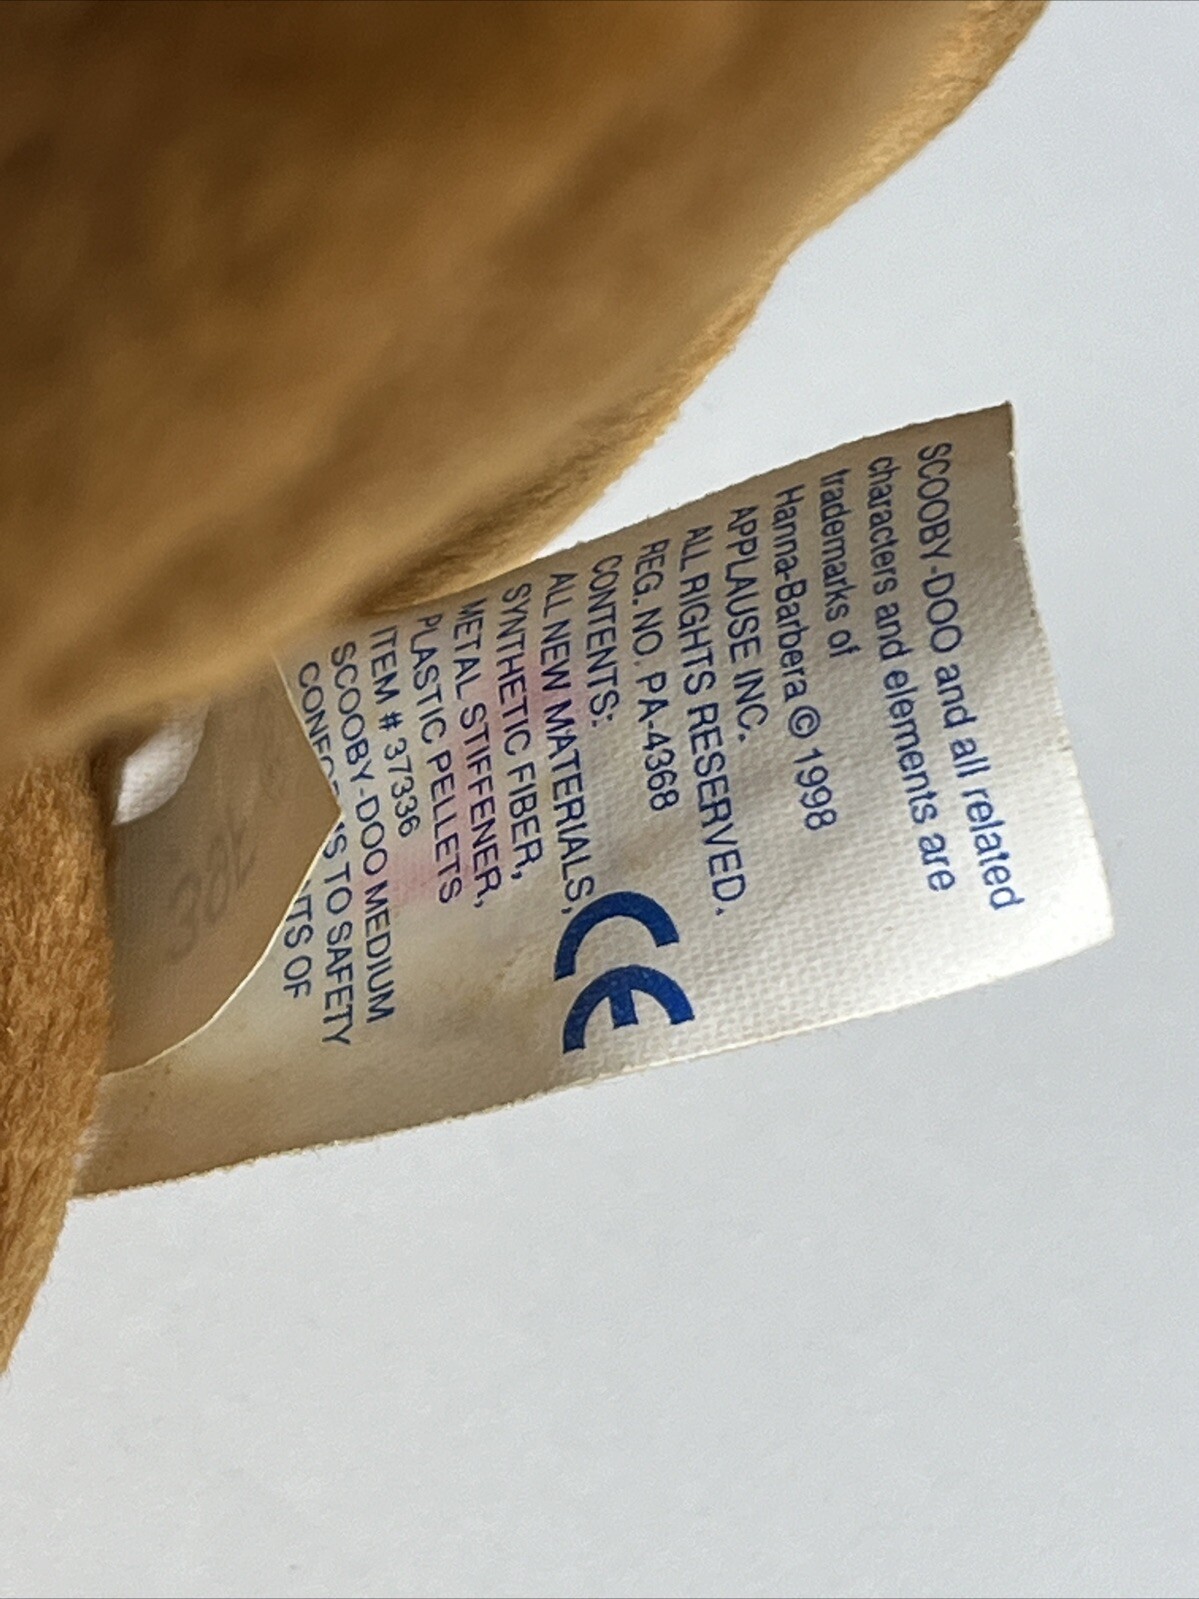 SCOOBY-DOO and all related
characters and elements are
trademarks of
Hanna-Barbera © 1998
APPLAUSE INC.
ALL RIGHTS RESERVED.
REG. NO. PA-4368
CONTENTS:
ALL NEW MATERIALS,
SYNTHETIC FIBER,
METAL STIFFENER,
PLASTIC PELLETS
ITEM # 37336
SCOOBY-DOO MEDIUM
TO SAFETY
OF
CE